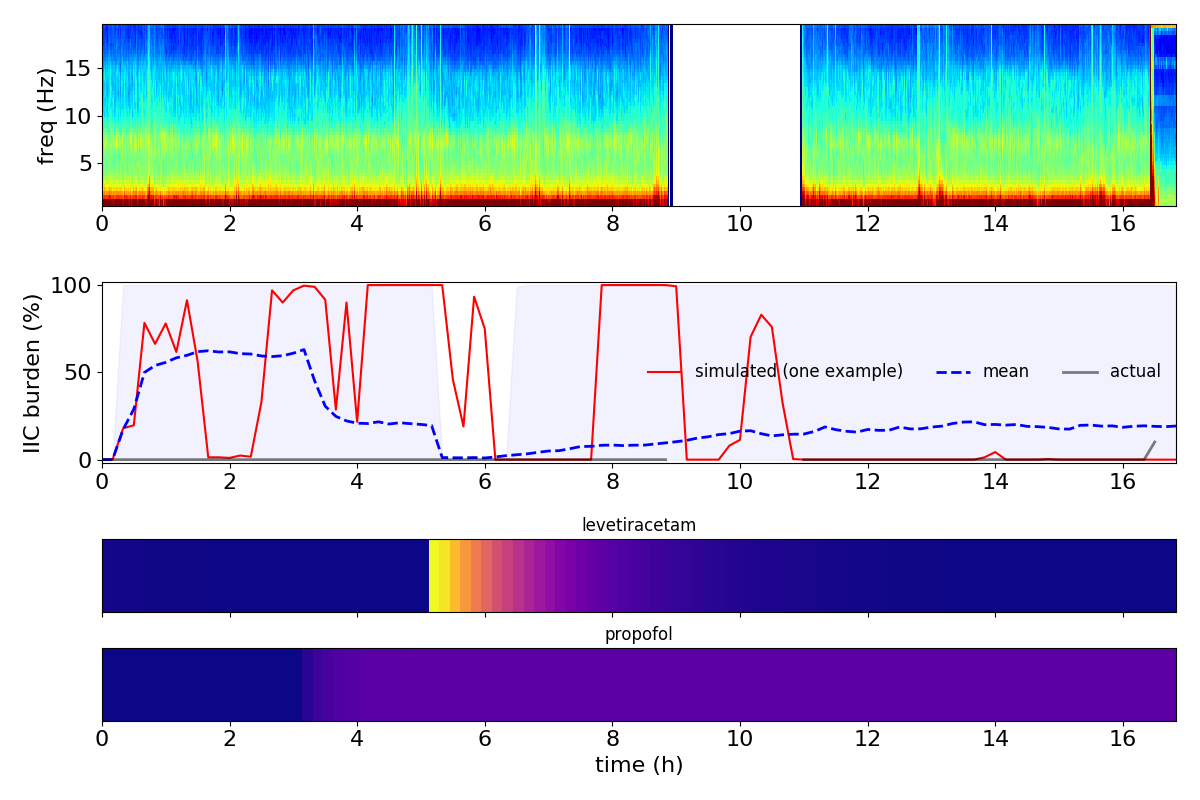 freq (Hz)
15
10
5
0 2 4 6 8 10 12 14 16
IIC burden (%)
100
50
0
simulated (one example) mean actual
0 2 4 6 8 10 12 14 16
levetiracetam
propofol
0 2 4 6 8 10 12 14 16
time (h)